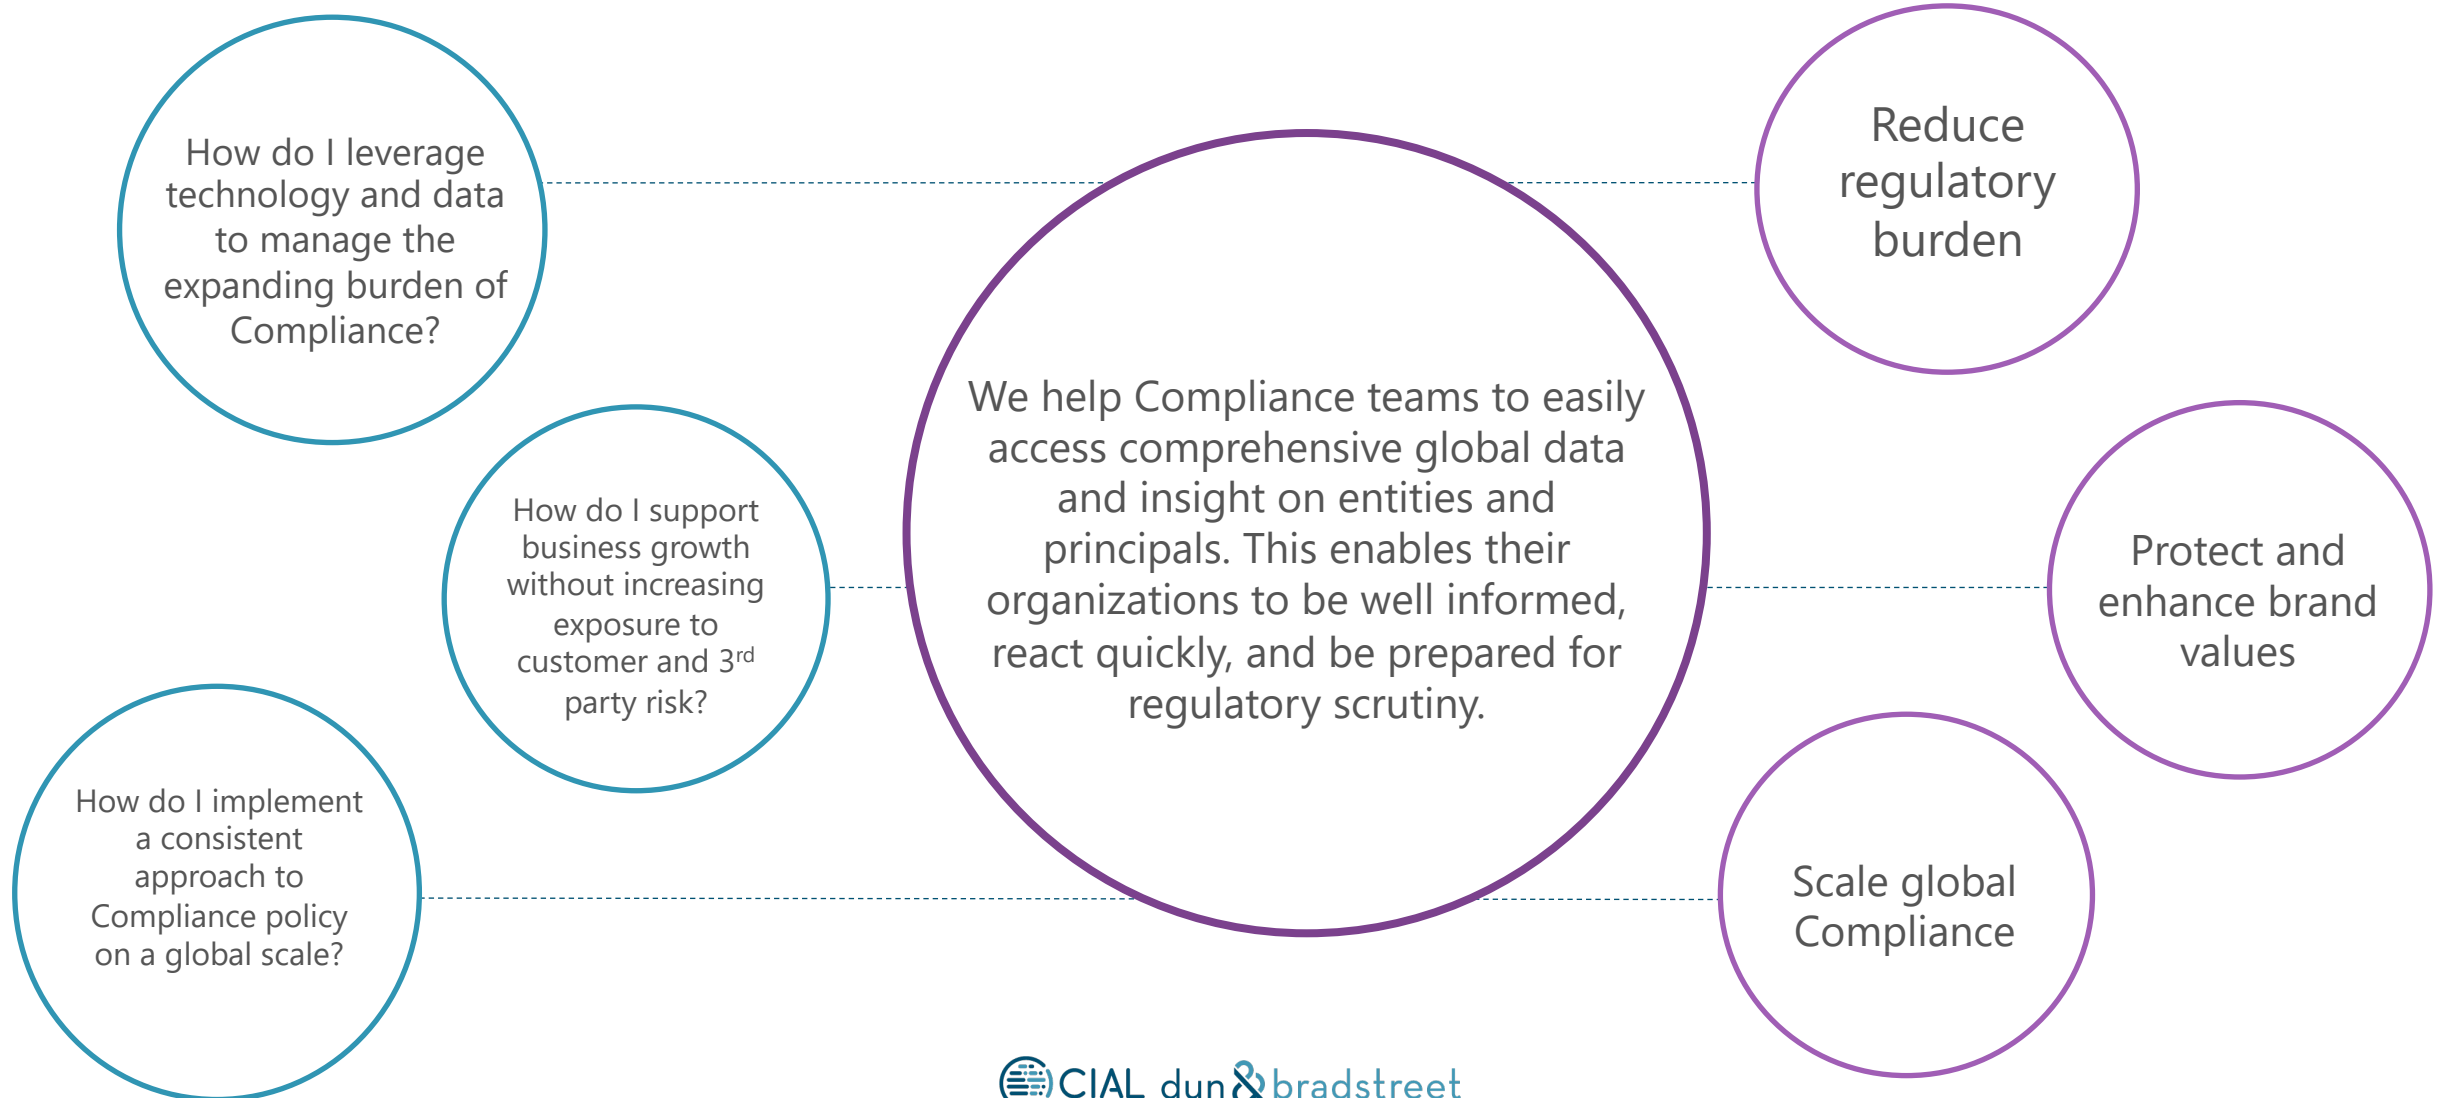 How do I leverage
technology and data
to manage the
expanding burden of
Compliance?
How do I support
business growth
without increasing
exposure to
customer and 3rd
party risk?
How do I implement
a consistent
approach to
Compliance policy
on a global scale?
We help Compliance teams to easily
access comprehensive global data
and insight on entities and
principals. This enables their
organizations to be well informed,
react quickly, and be prepared for
regulatory scrutiny.
Reduce
regulatory
burden
Protect and
enhance brand
values
Scale global
Compliance
CIAL dun & bradstreet